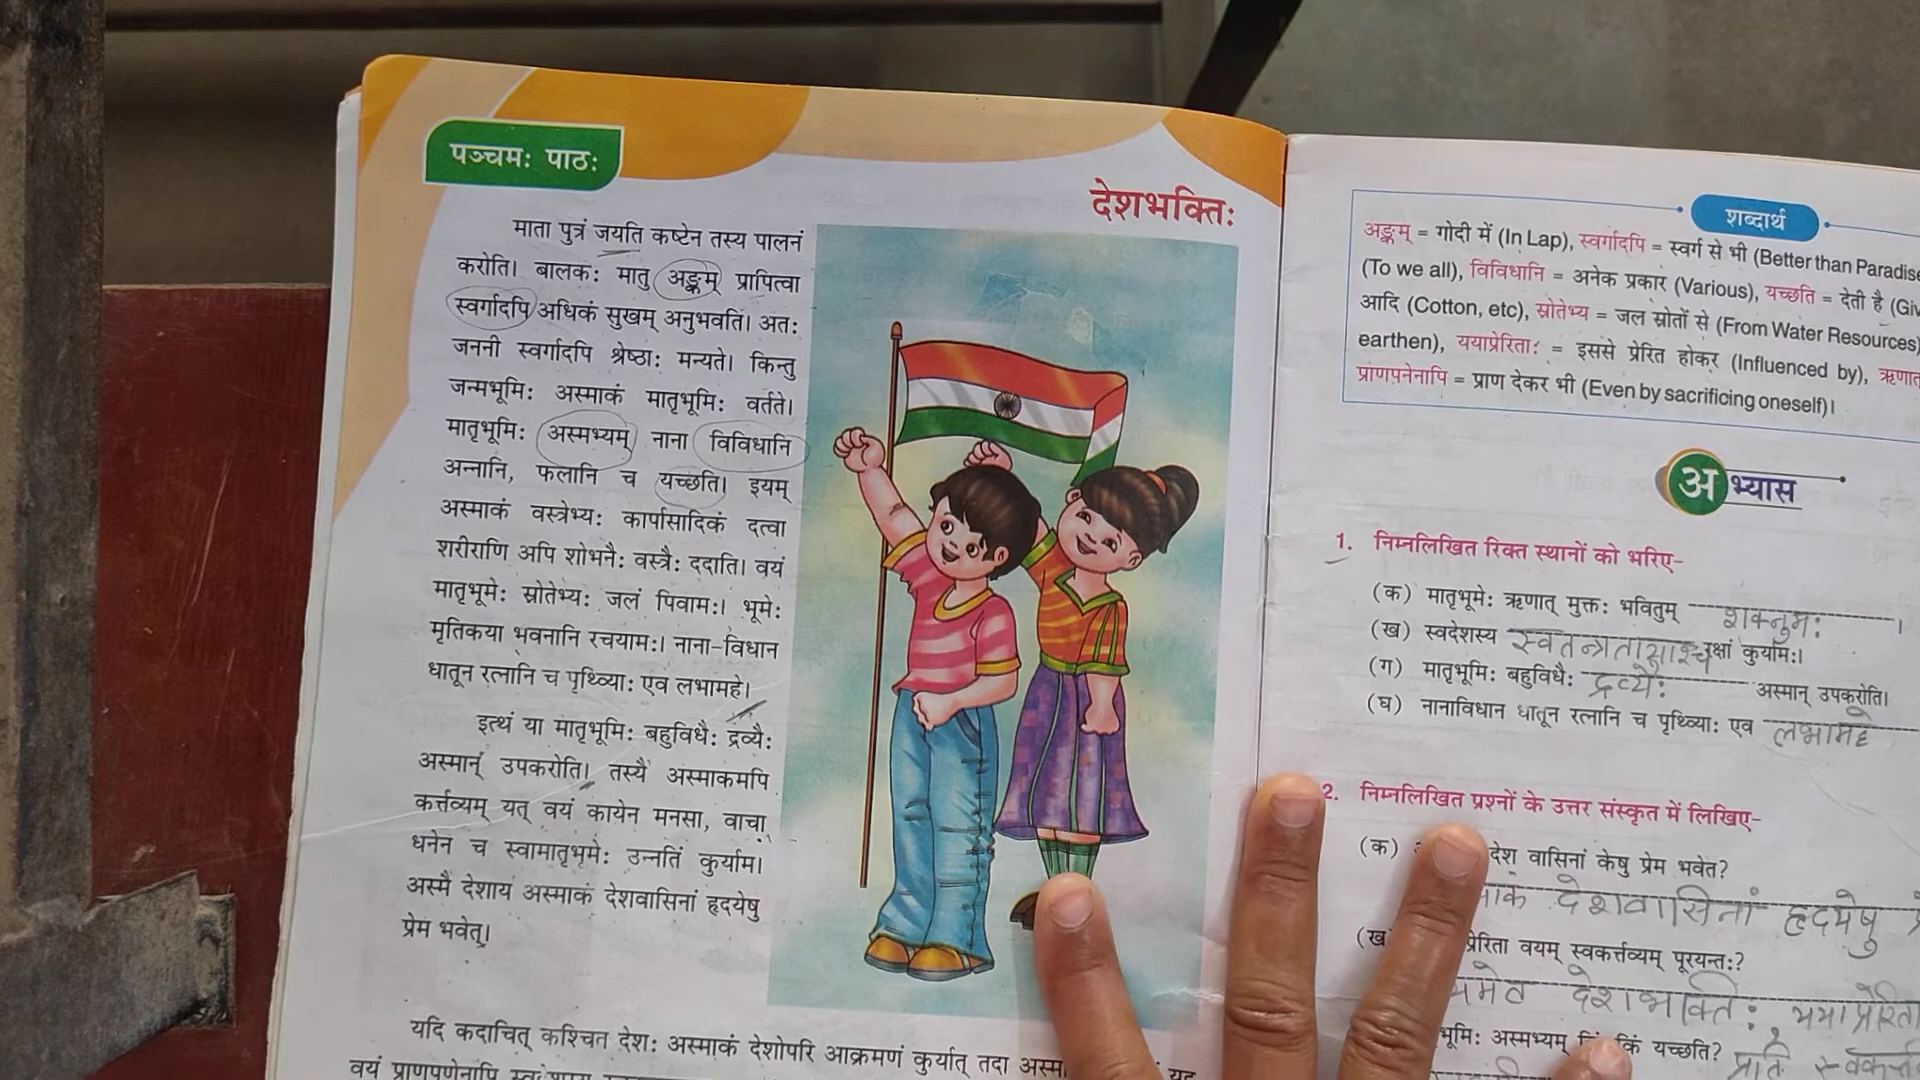 पञ्चमः पाठः
देशभक्तिः
माता पुत्रं जयति कष्टेन तस्य पालनं
करोति। बालकः मातु अङ्कम् प्रापित्वा
स्वर्गादपि अधिकं सुखम् अनुभवति। अतः
जननी स्वर्गादपि श्रेष्ठाः मन्यते। किन्तु
जन्मभूमिः अस्माकं मातृभूमिः वर्तते।
मातृभूमिः अस्मभ्यम् नाना विविधानि
अन्नानि, फलानि च यच्छति। इयम्
अस्माकं वस्त्रेभ्यः कार्पासादिकं दत्वा
शरीराणि अपि शोभनैः वस्त्रैः ददाति। वयं
मातृभूमेः स्रोतेभ्यः जलं पिवामः। भूमेः
मृतिकया भवनानि रचयामः। नाना-विधान
धातून रत्नानि च पृथ्व्याः एव लभामहे।
इत्थं या मातृभूमिः बहुविधैः द्रव्यैः
अस्मान् उपकरोति। तस्यै अस्माकमपि
कर्त्तव्यम् यत् वयं कायेन मनसा, वाचा
धनेन च स्वामातृभूमेः उन्नतिं कुर्याम।
अस्मै देशाय अस्माकं देशवासिनां हृदयेषु
प्रेम भवेत्।
यदि कदाचित् कश्चित देशः अस्माकं देशोपरि आक्रमणं कुर्यात् तदा
वयं प्राणपणेनापि
शब्दार्थ
अङ्कम् = गोदी में (In Lap), स्वर्गादपि = स्वर्ग से भी (Better than
(To we all), विविधानि = अनेक प्रकार (Various), यच्छति = देती है
आदि (Cotton, etc), स्रोतेभ्य = जल स्रोतों से (From Water Resources)
earthen), ययाप्रेरिताः = इससे प्रेरित होकर (Influenced by),
प्राणपनेनापि = प्राण देकर भी (Even by sacrificing oneself)।
अभ्यास
1. निम्नलिखित रिक्त स्थानों को भरिए-
(क) मातृभूमेः ऋणात् मुक्तः भवितुम् शक्नुमः।
(ख) स्वदेशस्य कुर्यामः।
(ग) मातृभूमिः बहुविधैः द्रव्यैः अस्मान् उपकरोति।
(घ) नानाविधान धातून रत्नानि च पृथ्व्याः एव लभामहे
2. निम्नलिखित प्रश्नों के उत्तर संस्कृत में लिखिए-
(क) देश वासिनां केषु प्रेम भवेत?
देशवासिनां हृदयेषु
(ख वयम् स्वकर्त्तव्यम् पूरयन्तः?
देशभक्तिः, ययाप्रेरिता
अस्मभ्यम् किं यच्छति? प्रति